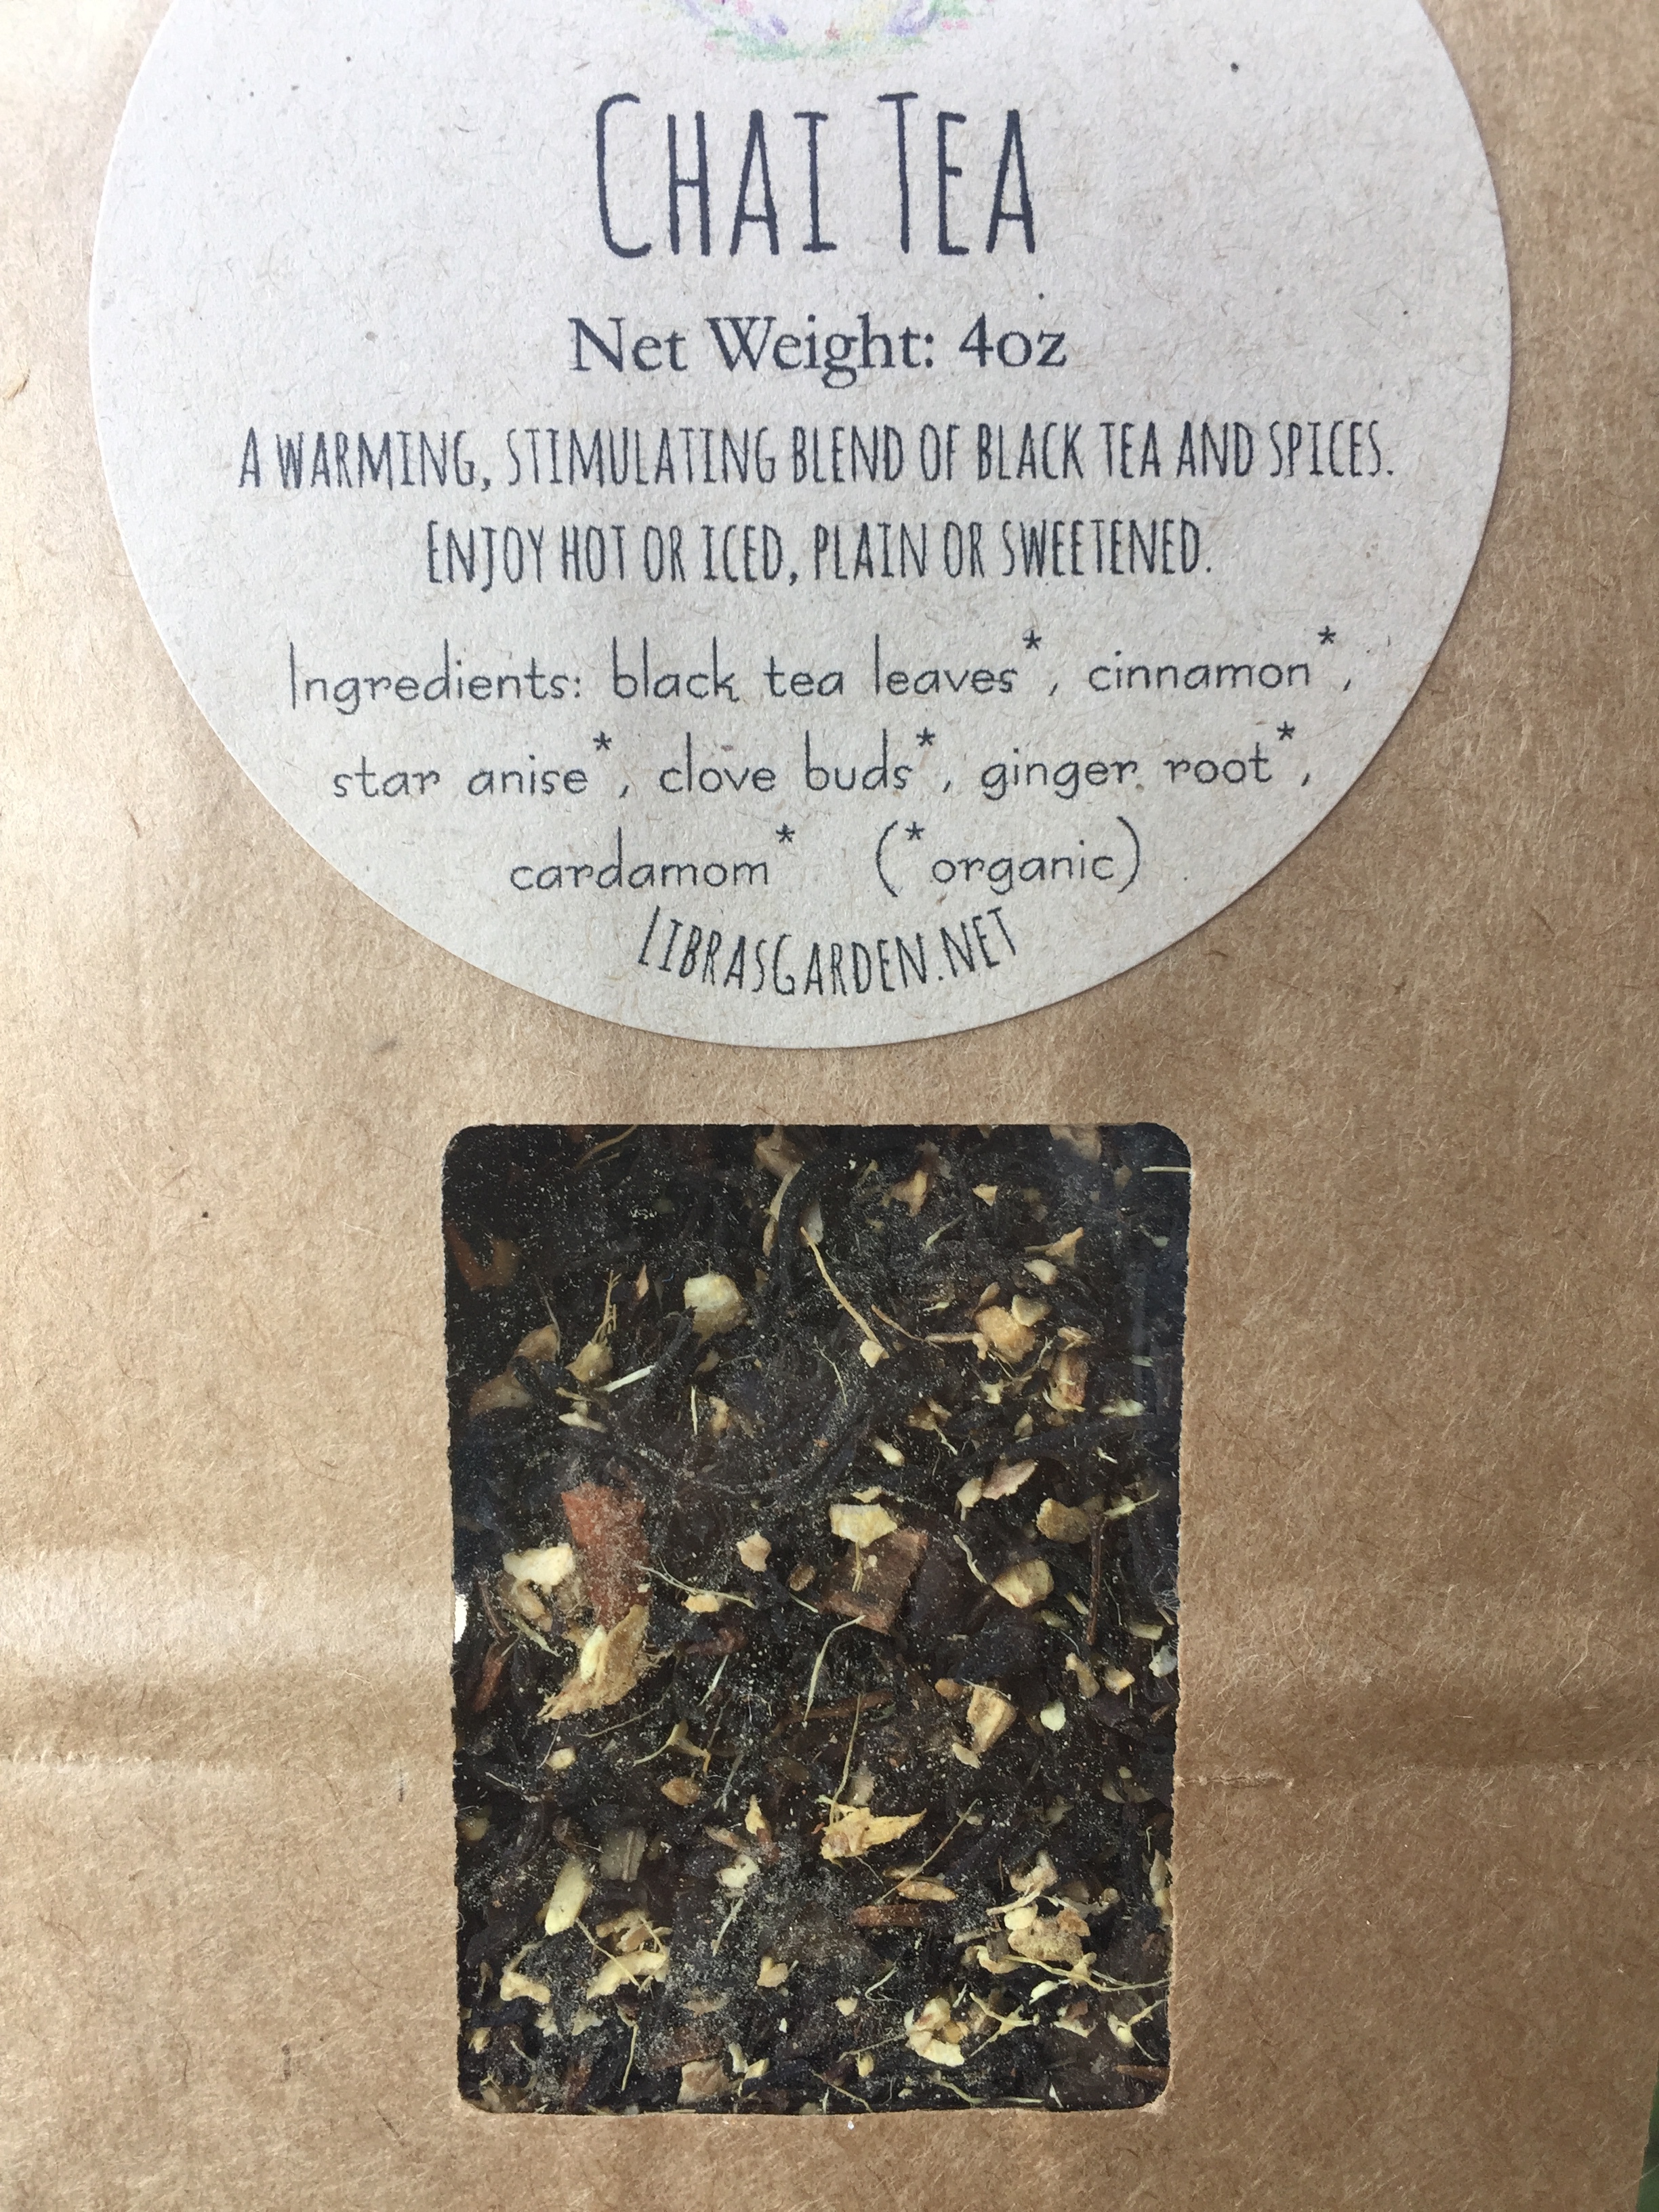 Chai Tea
Net Weight: 4oz
A warming, stimulating blend of black tea and spices.
Enjoy hot or iced, plain or sweetened.
Ingredients: black tea leaves*, cinnamon*,
star anise*, clove buds*, ginger root*,
cardamom* (*organic)
LibrasGarden.net